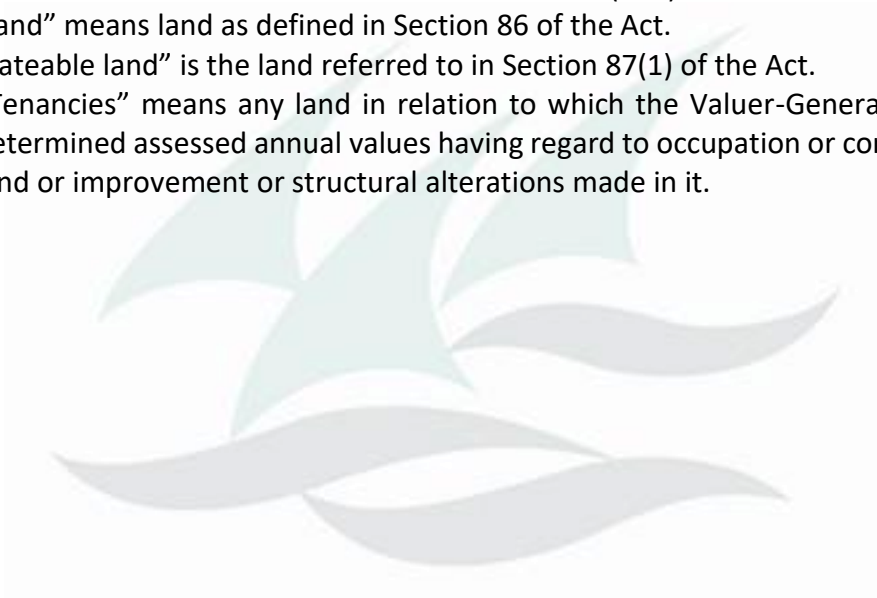 and” means land as defined in Section 86 of the Act.
ateable land” is the land referred to in Section 87(1) of the Act.
enancies” means any land in relation to which the Valuer-Genera
etermined assessed annual values having regard to occupation or
nd or improvement or structural alterations made in it.